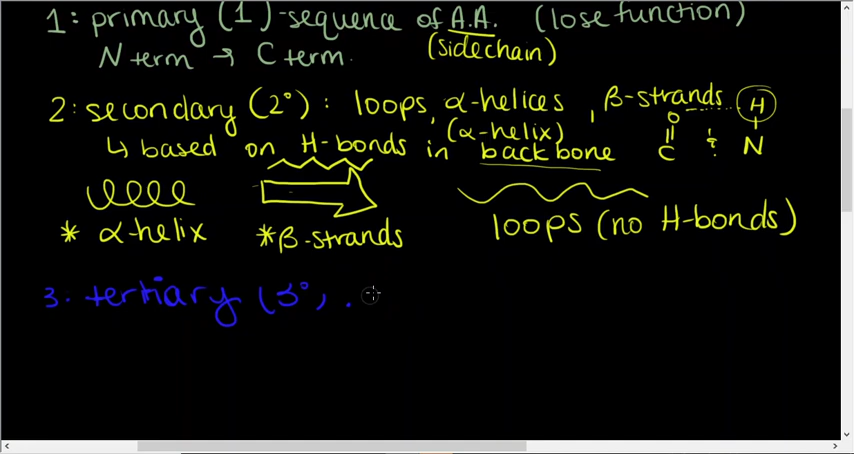 1: primary (1) - sequence of A.A. (lose function)
N term → C term. (sidechain)
2: secondary (2°): loops, α-helices, β-strands H
↳ based on H-bonds in backbone (α-helix) O
C & N
* α-helix * β-strands loops (no H-bonds)
3. tertiary (3°) .